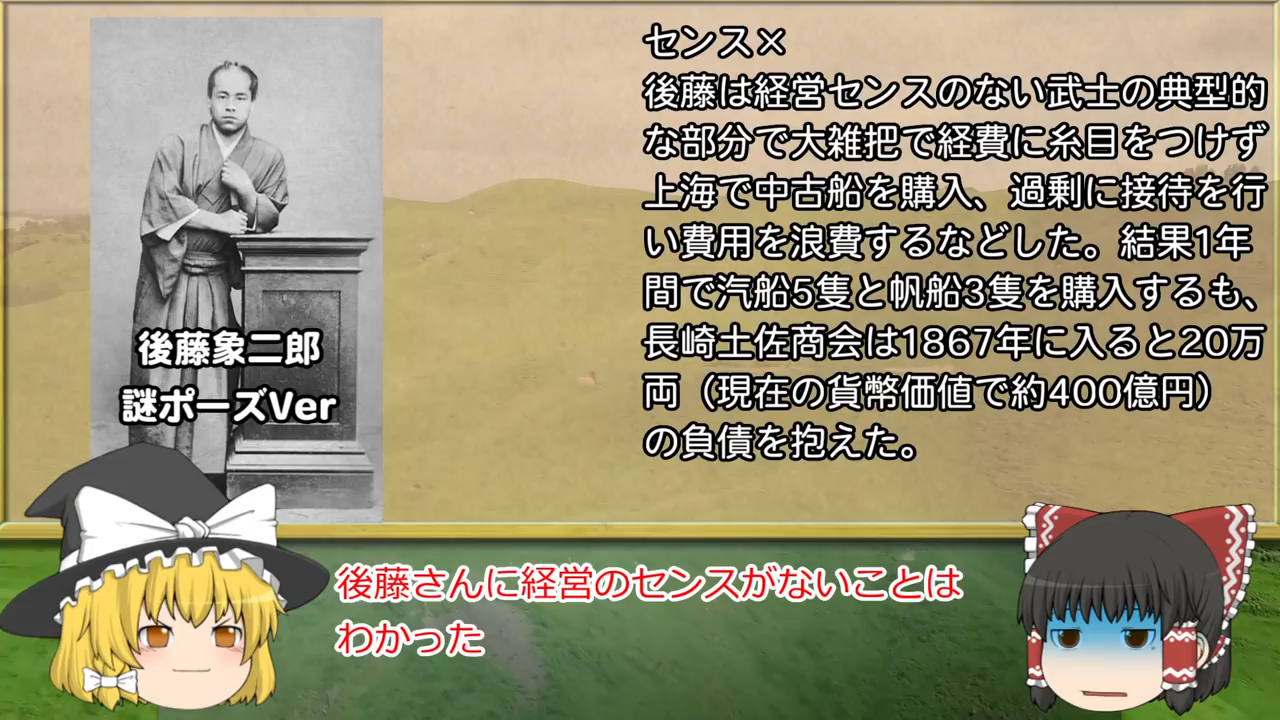 センス×
後藤は経営センスのない武士の典型的
な部分で大雑把で経費に糸目をつけず
上海で中古船を購入、過剰に接待を行
い費用を浪費するなどした。結果1年
間で汽船5隻と帆船3隻を購入するも、
長崎土佐商会は1867年に入ると20万
両（現在の貨幣価値で約400億円）
の負債を抱えた。
後藤象二郎
謎ポーズVer
後藤さんに経営のセンスがないことは
わかった